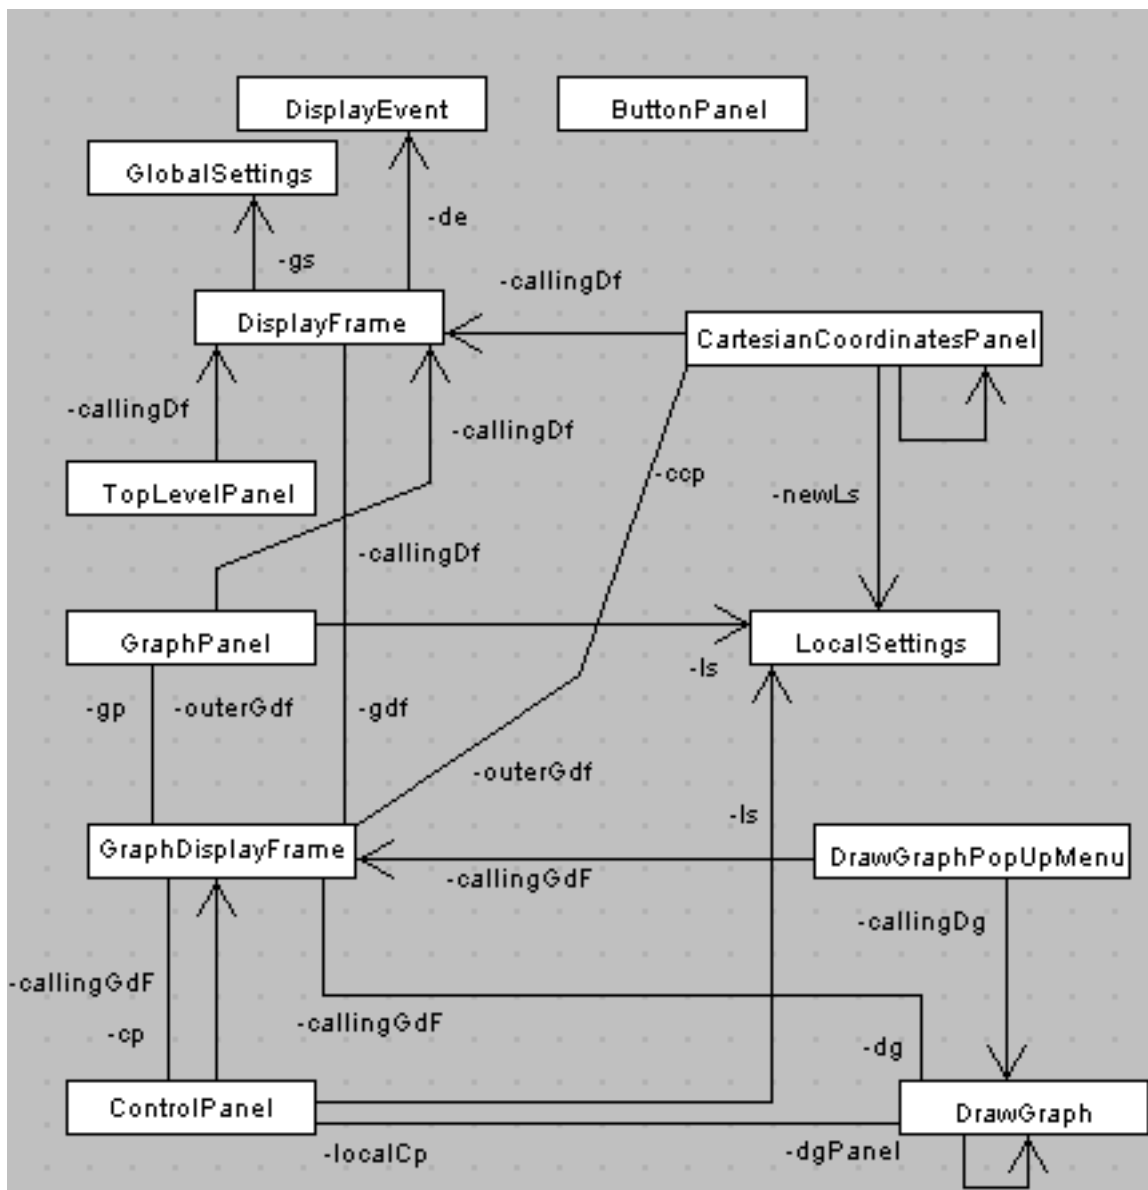 DisplayEvent
ButtonPanel
GlobalSettings
-de
-gs
-callingDf
DisplayFrame
CartesianCoordinatesPanel
-callingDf
-callingDf
-ccp
TopLevelPanel
-newLs
-callingDf
GraphPanel
LocalSettings
-ls
-gp
-outerGdf
-gdf
-outerGdf
-ls
GraphDisplayFrame
DrawGraphPopUpMenu
-callingGdF
-callingDg
-callingGdF
-callingGdF
-cp
-dg
ControlPanel
DrawGraph
-localCp
-dgPanel